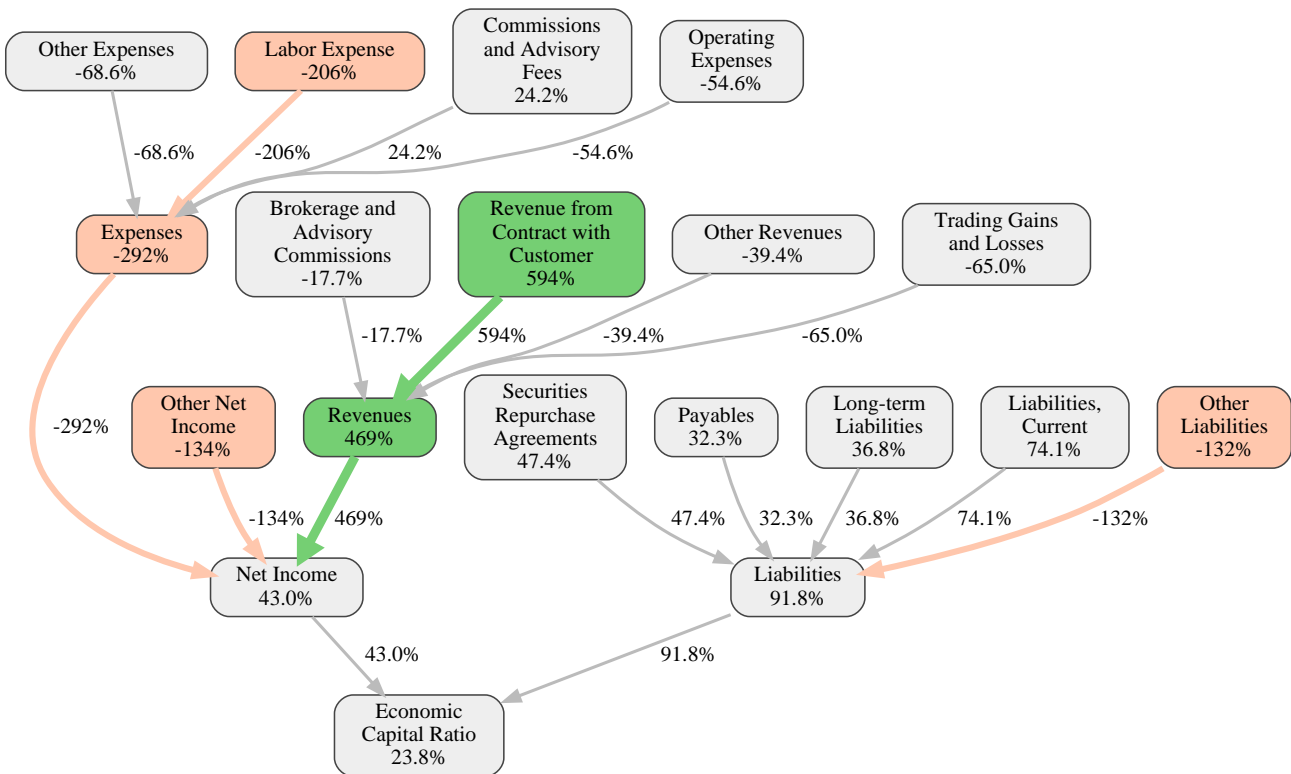 Other Expenses
-68.6%
Labor Expense
-206%
Commissions
and Advisory
Fees
24.2%
Operating
Expenses
-54.6%
-68.6%
-206%
24.2%
-54.6%
Expenses
-292%
Brokerage and
Advisory
Commissions
-17.7%
Revenue from
Contract with
Customer
594%
Other Revenues
-39.4%
Trading Gains
and Losses
-65.0%
-17.7%
594%
-39.4%
-65.0%
-292%
Other Net
Income
-134%
Revenues
469%
Securities
Repurchase
Agreements
47.4%
Payables
32.3%
Long-term
Liabilities
36.8%
Liabilities,
Current
74.1%
Other
Liabilities
-132%
-134%
469%
47.4%
32.3%
36.8%
74.1%
-132%
Net Income
43.0%
Liabilities
91.8%
43.0%
91.8%
Economic
Capital Ratio
23.8%